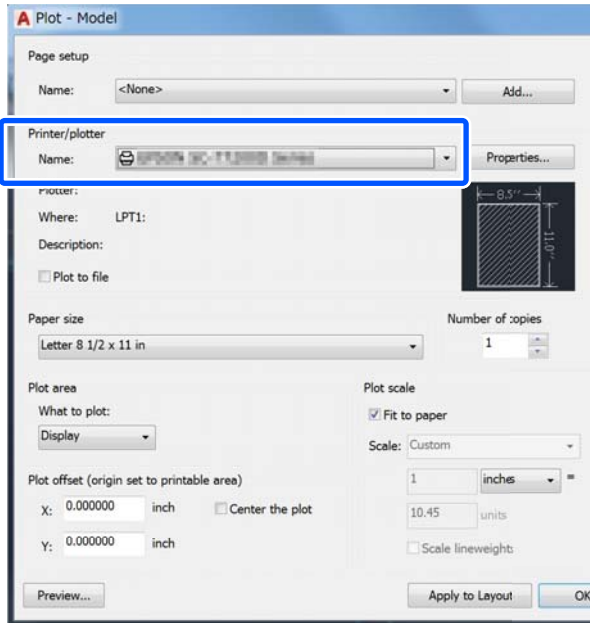 A Plot - Model
Page setup
Name: <None> Add...
Printer/plotter
Name: Properties...
Plotter:
Where: LPT1:
Description:
Plot to file
8.5''
11.0''
Paper size
Letter 8 1/2 x 11 in
Number of copies
1
Plot area
What to plot:
Display
Plot scale
Fit to paper
Scale: Custom
1 inches =
10.45 units
Scale lineweight
Plot offset (origin set to printable area)
X: 0.000000 inch Center the plot
Y: 0.000000 inch
Preview... Apply to Layout OK